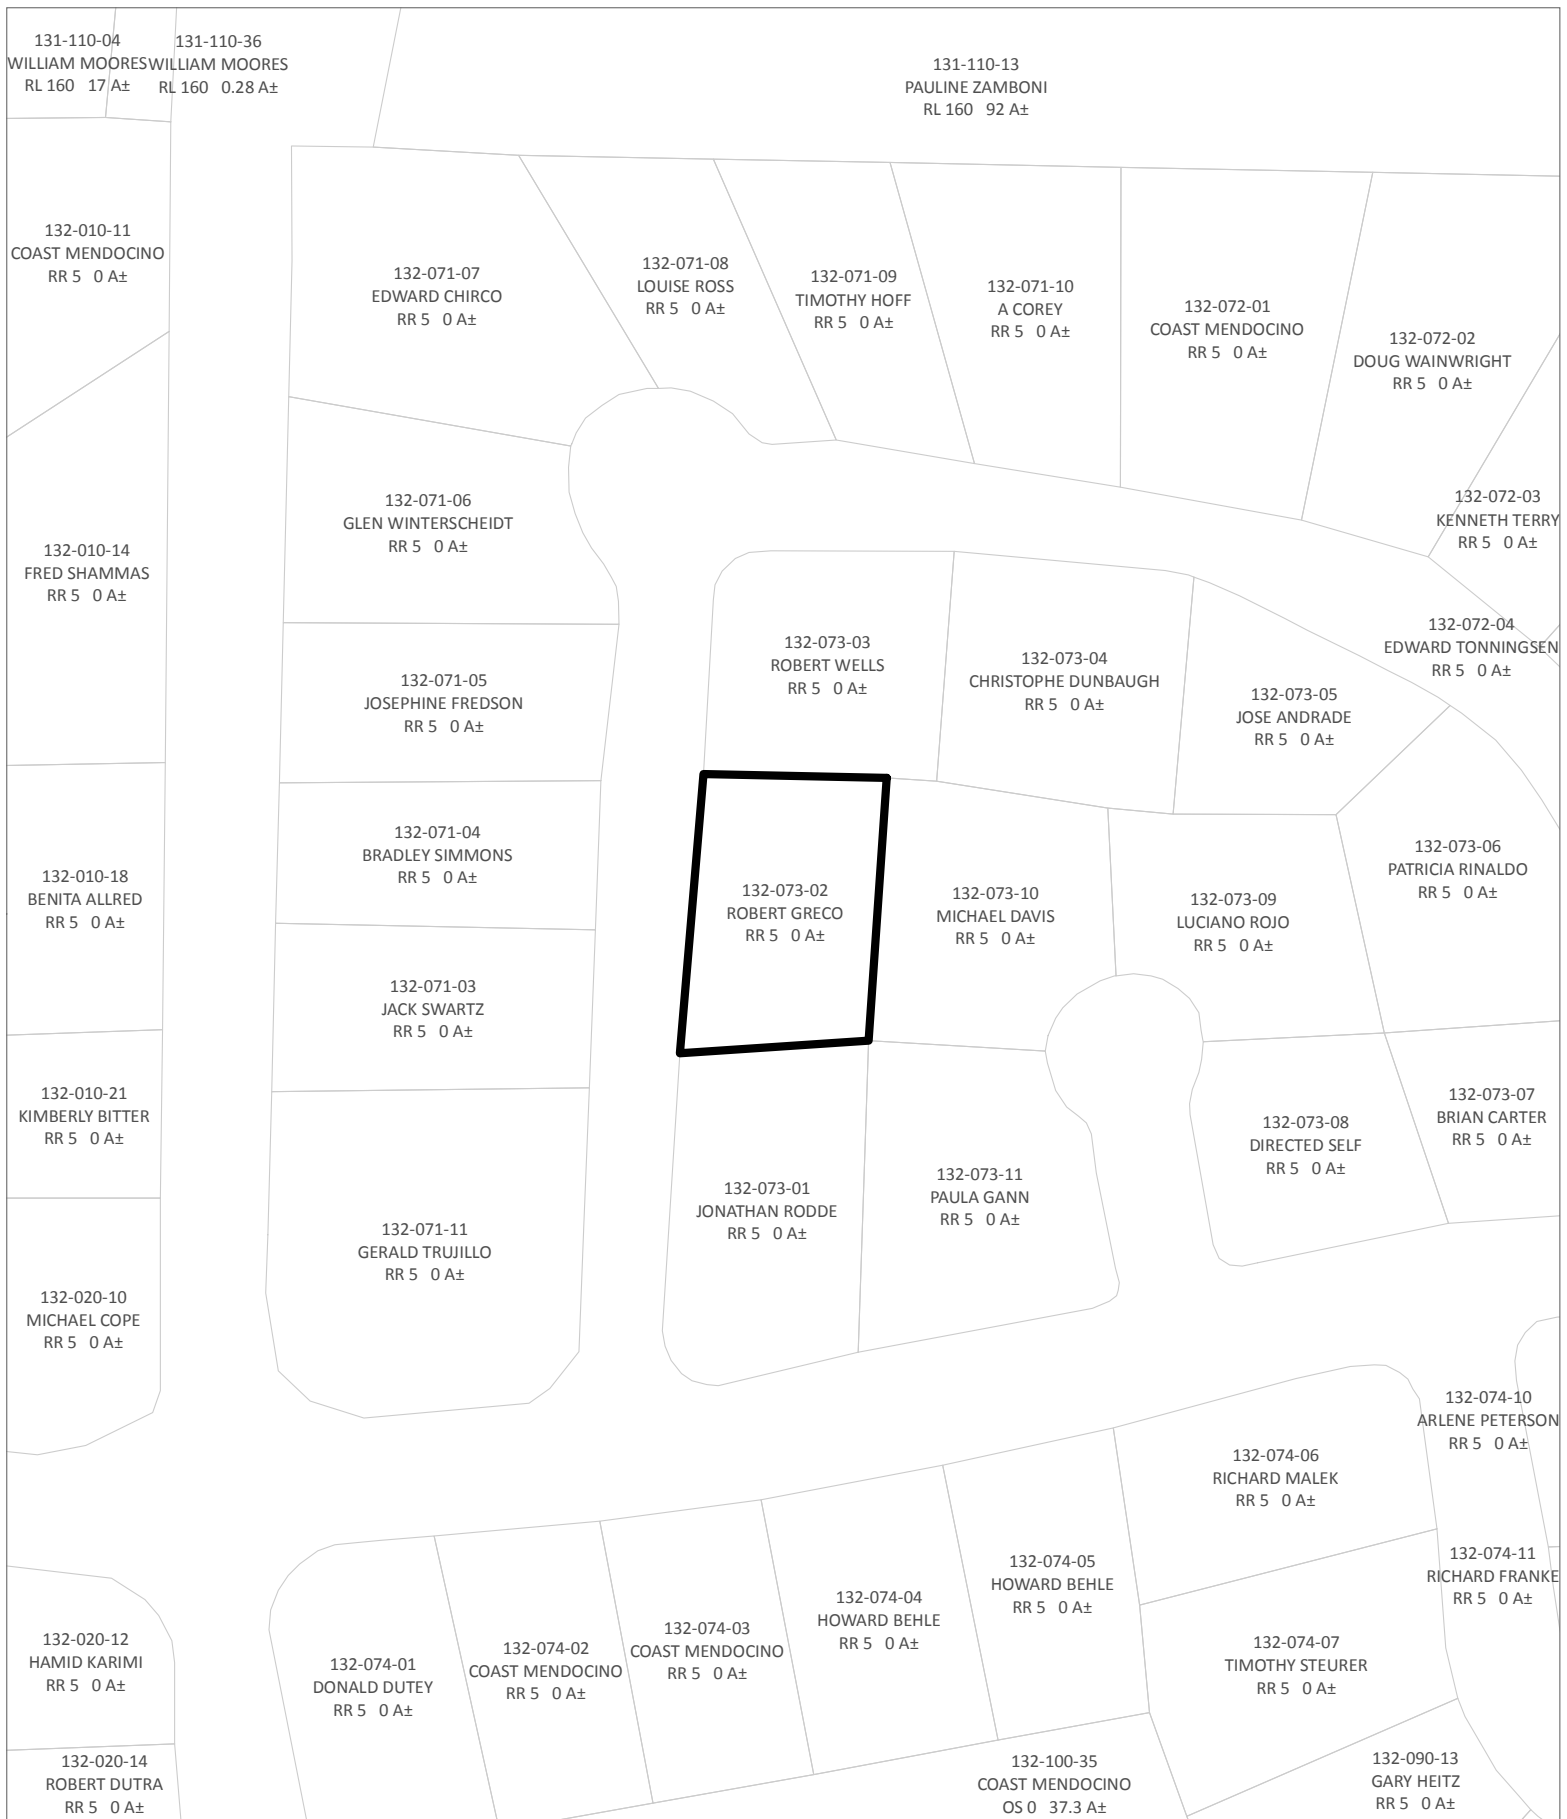 131-110-04
WILLIAM MOORES
RL 160 17 A±
131-110-36
WILLIAM MOORES
RL 160 0.28 A±
131-110-13
PAULINE ZAMBONI
RL 160 92 A±
132-010-11
COAST MENDOCINO
RR 5 0 A±
132-071-07
EDWARD CHIRCO
RR 5 0 A±
132-071-08
LOUISE ROSS
RR 5 0 A±
132-071-09
TIMOTHY HOFF
RR 5 0 A±
132-071-10
A COREY
RR 5 0 A±
132-072-01
COAST MENDOCINO
RR 5 0 A±
132-072-02
DOUG WAINWRIGHT
RR 5 0 A±
132-010-14
FRED SHAMMAS
RR 5 0 A±
132-071-06
GLEN WINTERSCHEIDT
RR 5 0 A±
132-072-03
KENNETH TERRY
RR 5 0 A±
132-071-05
JOSEPHINE FREDSON
RR 5 0 A±
132-073-03
ROBERT WELLS
RR 5 0 A±
132-073-04
CHRISTOPHE DUNBAUGH
RR 5 0 A±
132-073-05
JOSE ANDRADE
RR 5 0 A±
132-072-04
EDWARD TONNINGSEN
RR 5 0 A±
132-010-18
BENITA ALLRED
RR 5 0 A±
132-071-04
BRADLEY SIMMONS
RR 5 0 A±
132-073-02
ROBERT GRECO
RR 5 0 A±
132-073-10
MICHAEL DAVIS
RR 5 0 A±
132-073-09
LUCIANO ROJO
RR 5 0 A±
132-073-06
PATRICIA RINALDO
RR 5 0 A±
132-071-03
JACK SWARTZ
RR 5 0 A±
132-010-21
KIMBERLY BITTER
RR 5 0 A±
132-073-08
DIRECTED SELF
RR 5 0 A±
132-073-07
BRIAN CARTER
RR 5 0 A±
132-071-11
GERALD TRUJILLO
RR 5 0 A±
132-073-01
JONATHAN RODDE
RR 5 0 A±
132-073-11
PAULA GANN
RR 5 0 A±
132-020-10
MICHAEL COPE
RR 5 0 A±
132-074-10
ARLENE PETERSON
RR 5 0 A±
132-074-06
RICHARD MALEK
RR 5 0 A±
132-074-11
RICHARD FRANKE
RR 5 0 A±
132-074-05
HOWARD BEHLE
RR 5 0 A±
132-074-04
HOWARD BEHLE
RR 5 0 A±
132-074-03
COAST MENDOCINO
RR 5 0 A±
132-074-02
COAST MENDOCINO
RR 5 0 A±
132-074-01
DONALD DUTEY
RR 5 0 A±
132-020-12
HAMID KARIMI
RR 5 0 A±
132-074-07
TIMOTHY STEURER
RR 5 0 A±
132-020-14
ROBERT DUTRA
RR 5 0 A±
132-100-35
COAST MENDOCINO
OS 0 37.3 A±
132-090-13
GARY HEITZ
RR 5 0 A±